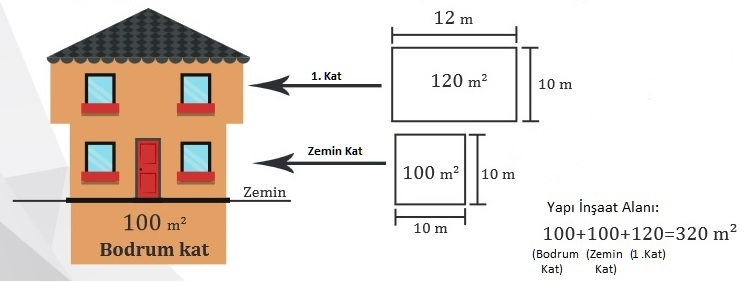 12 m
1. Kat
120 m²
10 m
Zemin Kat
100 m²
10 m
10 m
Zemin
100 m²
Bodrum kat
Yapı İnşaat Alanı:
100+100+120=320 m²
(Bodrum (Zemin (1.Kat)
Kat) Kat)